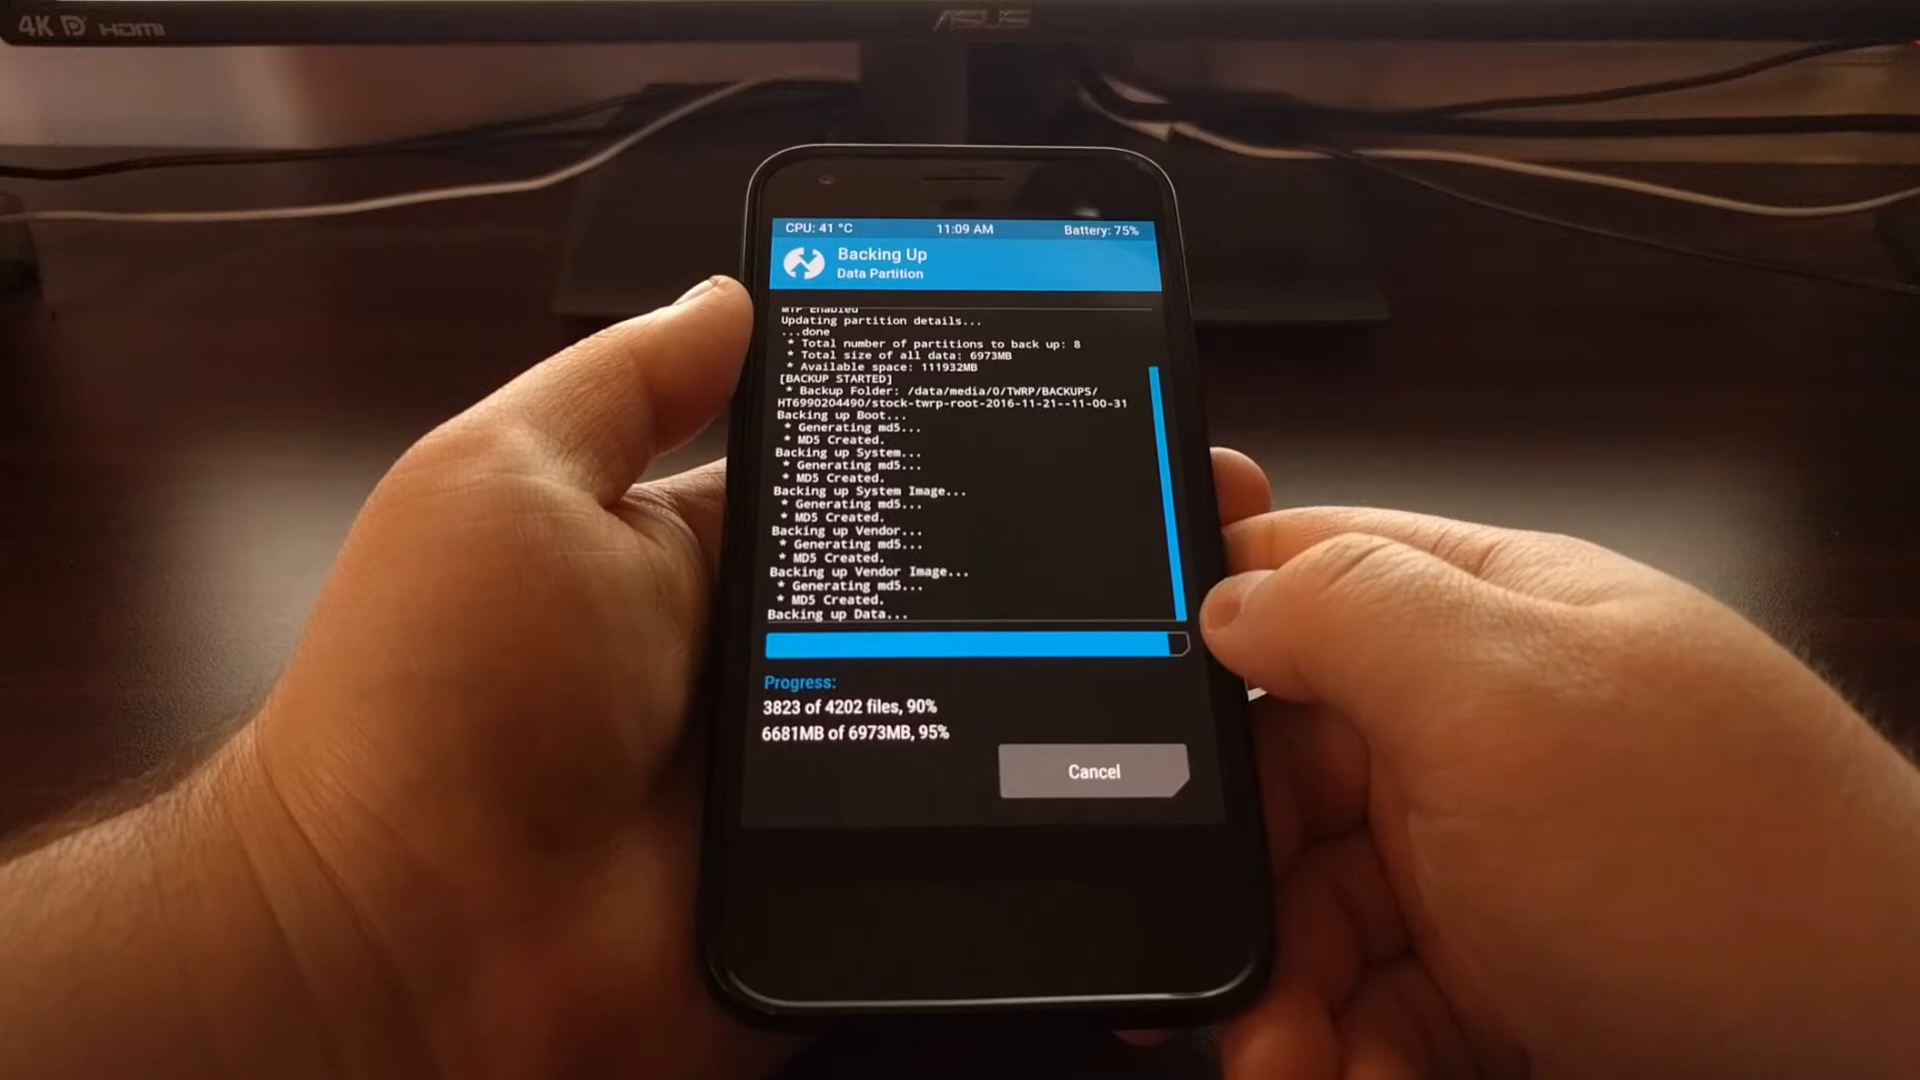 4K HDMI
ASUS
CPU: 41 °C 11:09 AM Battery: 75%
Backing Up
Data Partition
MTP Enabled
Updating partition details...
...done
* Total number of partitions to back up: 8
* Total size of all data: 6973MB
* Available space: 111932MB
[BACKUP STARTED]
* Backup Folder: /data/media/0/TWRP/BACKUPS/
HT6990204490/stock-twrp-root-2016-11-21--11-00-31
Backing up Boot...
* Generating md5...
* MD5 Created.
Backing up System...
* Generating md5...
* MD5 Created.
Backing up System Image...
* Generating md5...
* MD5 Created.
Backing up Vendor...
* Generating md5...
* MD5 Created.
Backing up Vendor Image...
* Generating md5...
* MD5 Created.
Backing up Data...
Progress:
3823 of 4202 files, 90%
6681MB of 6973MB, 95%
Cancel